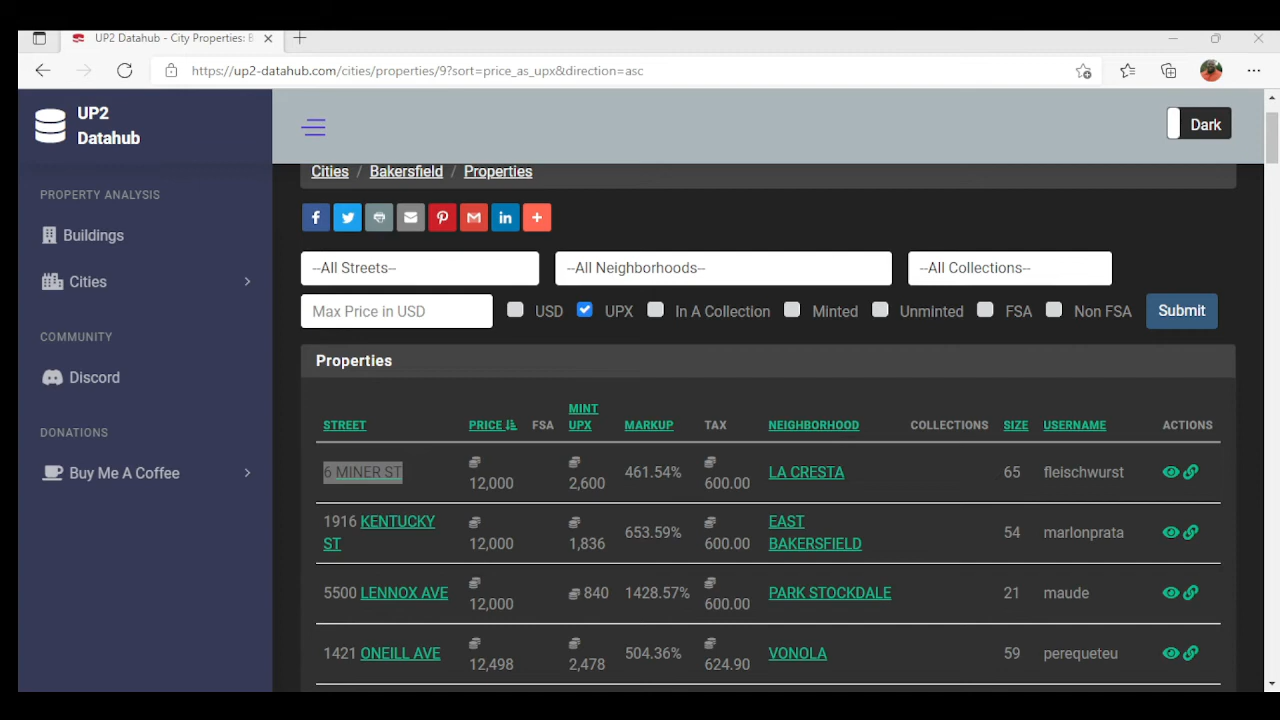 UP2 Datahub - City Properties: B
https://up2-datahub.com/cities/properties/9?sort=price_as_upx&direction=asc
UP2
Datahub
Dark
PROPERTY ANALYSIS
Buildings
Cities
COMMUNITY
Discord
DONATIONS
Buy Me A Coffee
Cities / Bakersfield / Properties
--All Streets-- --All Neighborhoods-- --All Collections--
Max Price in USD USD UPX In A Collection Minted Unminted FSA Non FSA Submit
Properties
STREET PRICE FSA MINT UPX MARKUP TAX NEIGHBORHOOD COLLECTIONS SIZE USERNAME ACTIONS
6 MINER ST 12,000 2,600 461.54% 600.00 LA CRESTA 65 fleischwurst
1916 KENTUCKY ST 12,000 1,836 653.59% 600.00 EAST BAKERSFIELD 54 marlonprata
5500 LENNOX AVE 12,000 840 1428.57% 600.00 PARK STOCKDALE 21 maude
1421 ONEILL AVE 12,498 2,478 504.36% 624.90 VONOLA 59 perequeteu